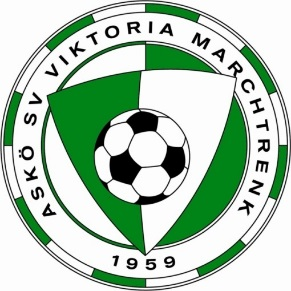 ASKÖ SV VIKTORIA MARCHTRENK
1959